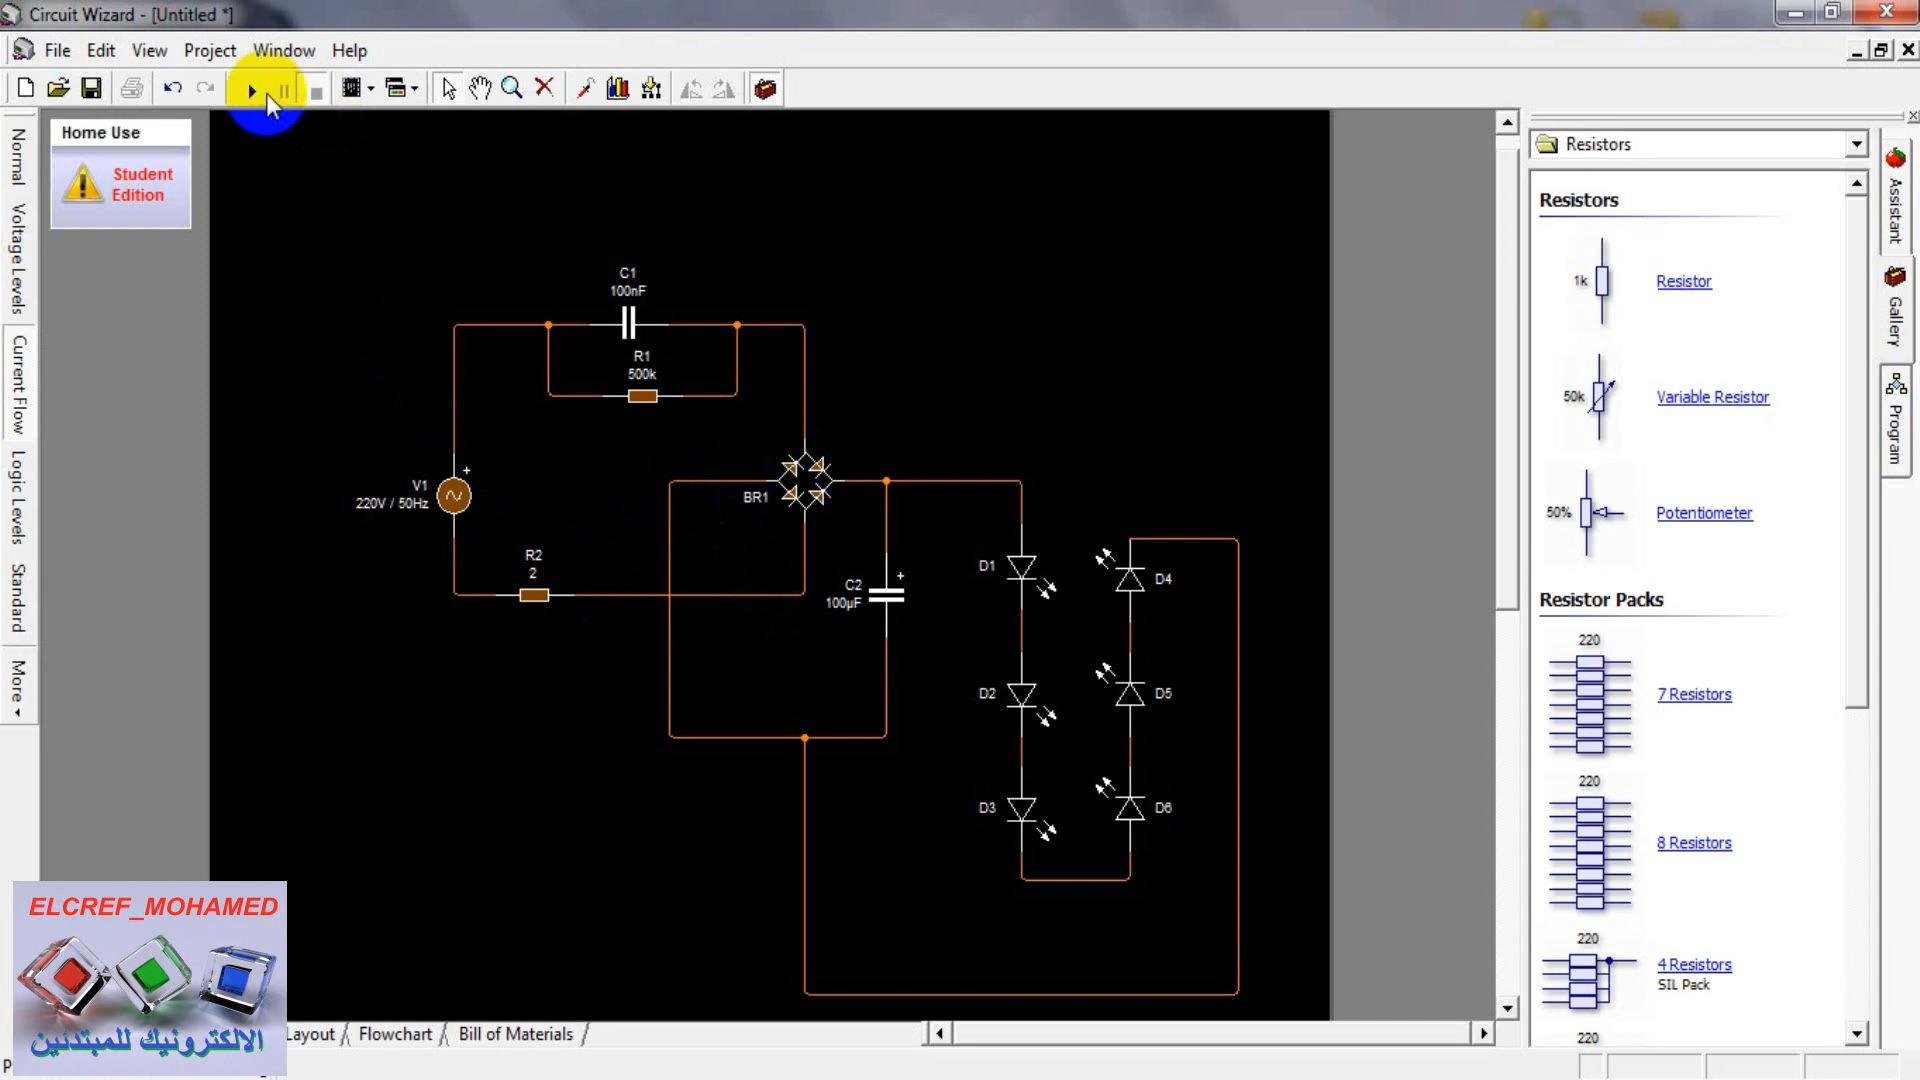 Circuit Wizard - [Untitled *]
File Edit View Project Window Help
Home Use
Student
Edition
Normal
Voltage Levels
Current Flow
Logic Levels
Standard
More
C1
100nF
R1
500k
V1
220V / 50Hz
R2
2
BR1
C2
100µF
D1
D2
D3
D4
D5
D6
Resistors
Resistors
1k Resistor
50k Variable Resistor
50% Potentiometer
Resistor Packs
220
7 Resistors
220
8 Resistors
220
4 Resistors
SIL Pack
220
Assistant
Gallery
Program
ELCREF_MOHAMED
الالكترونيك للمبتدئين
Layout Flowchart Bill of Materials